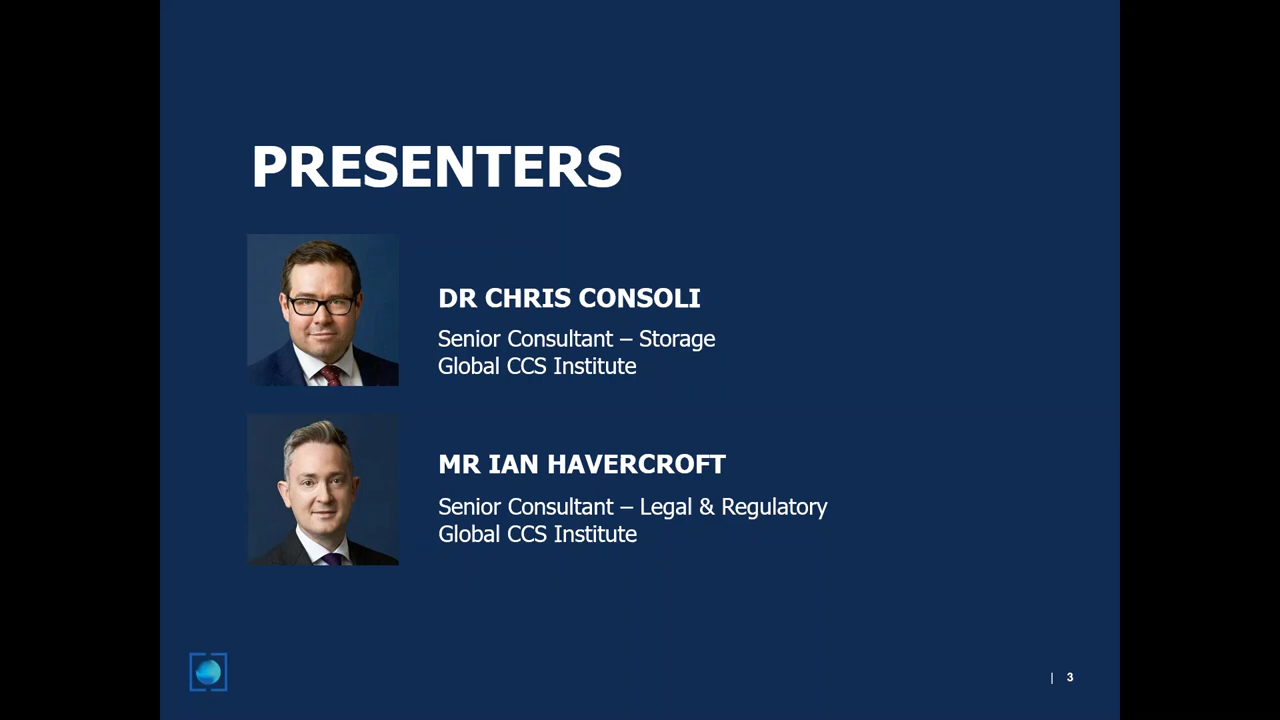 PRESENTERS
DR CHRIS CONSOLI
Senior Consultant – Storage
Global CCS Institute
MR IAN HAVERCROFT
Senior Consultant – Legal & Regulatory
Global CCS Institute
| 3